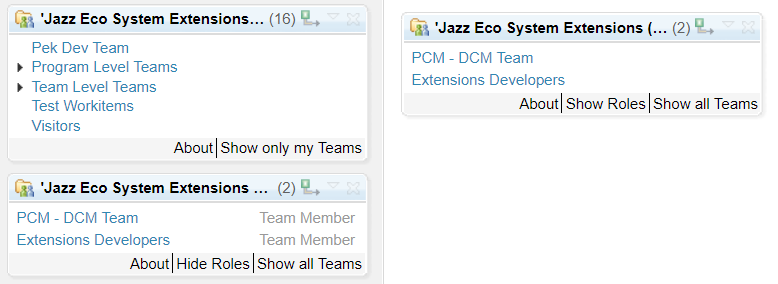 'Jazz Eco System Extensions... (16)
Pek Dev Team
Program Level Teams
Team Level Teams
Test Workitems
Visitors
About Show only my Teams
'Jazz Eco System Extensions ... (2)
PCM - DCM Team Team Member
Extensions Developers Team Member
About Hide Roles Show all Teams
'Jazz Eco System Extensions (... (2)
PCM - DCM Team
Extensions Developers
About Show Roles Show all Teams